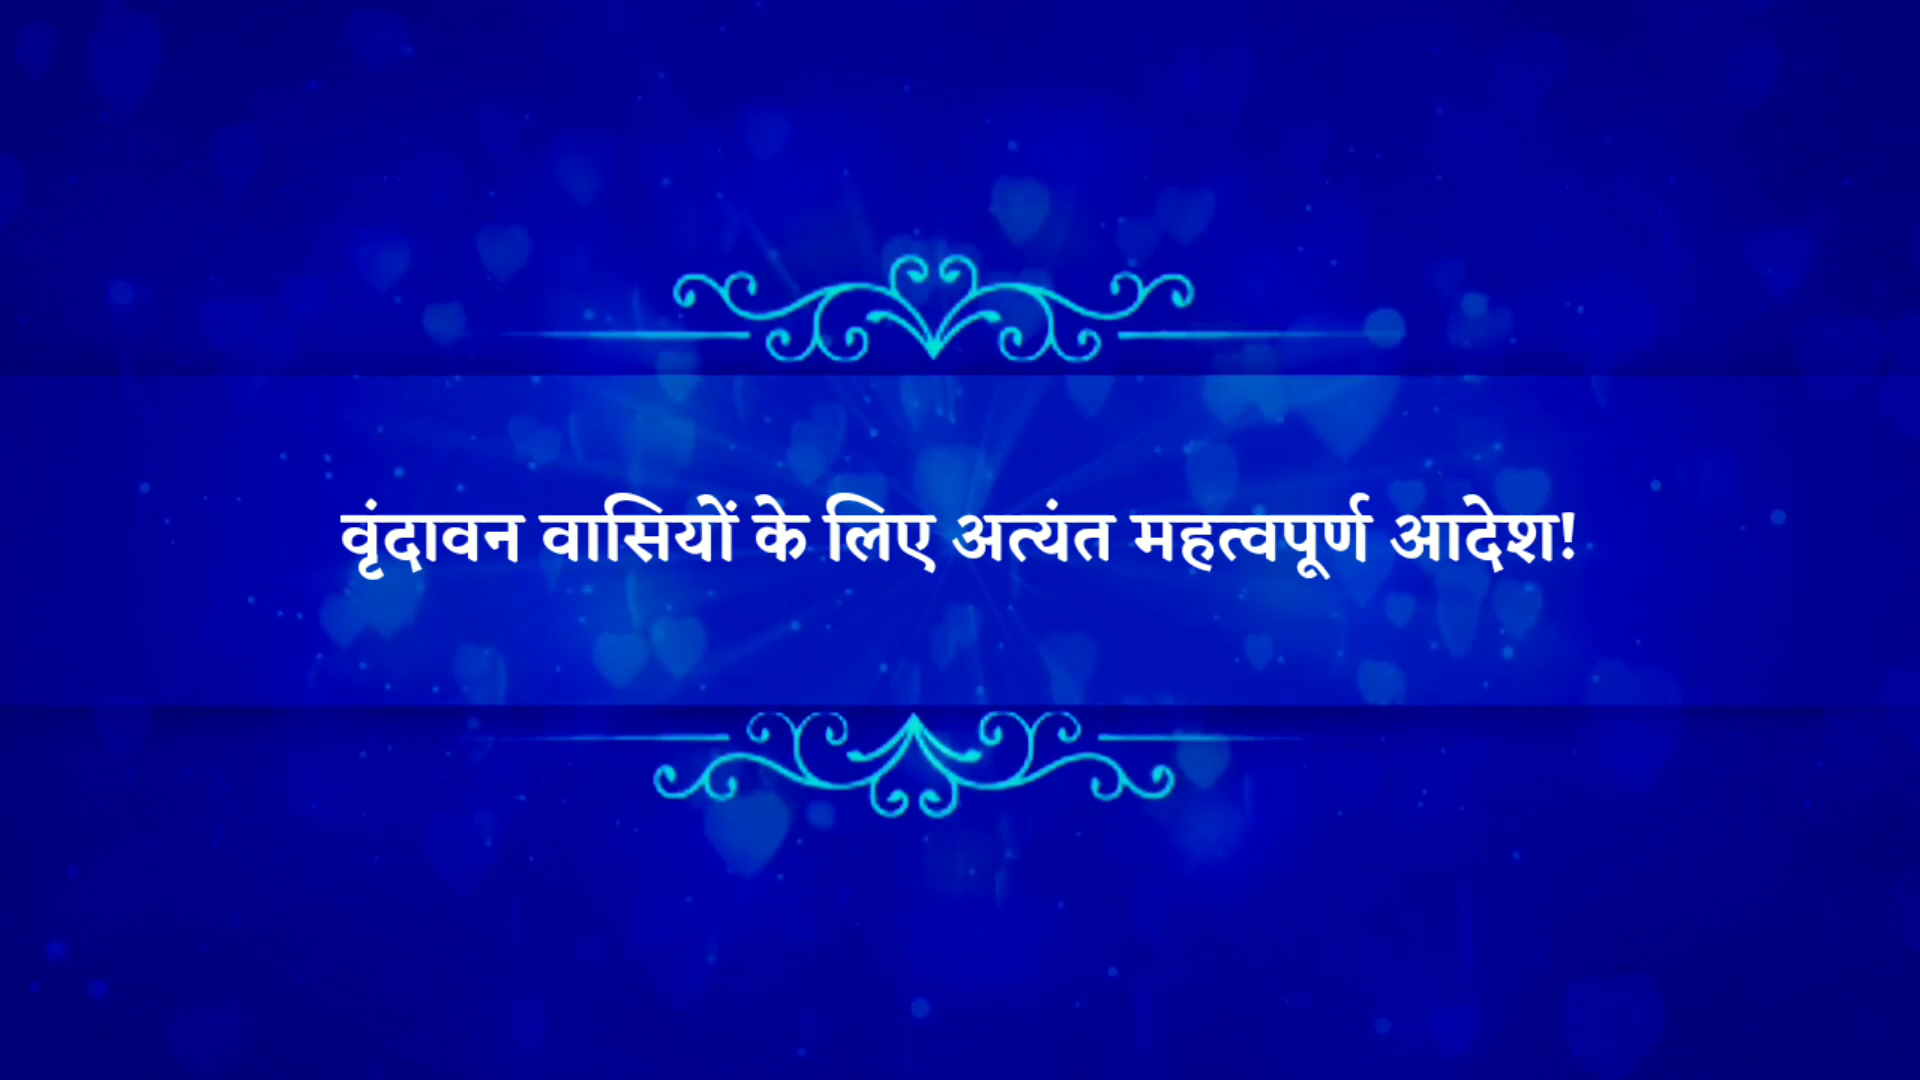 वृंदावन वासियों के लिए अत्यंत महत्वपूर्ण आदेश!